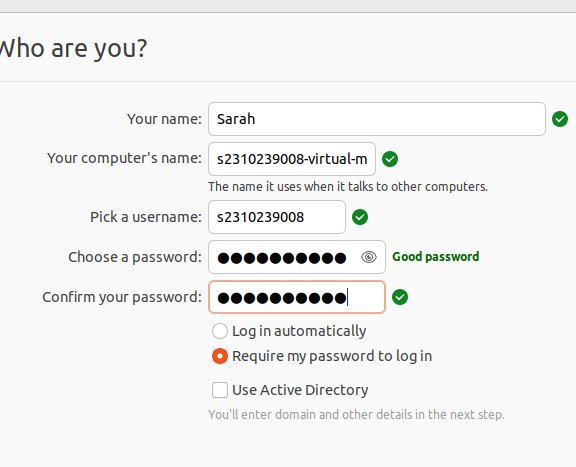 Who are you?
Your name: Sarah
Your computer's name: s2310239008-virtual-m
The name it uses when it talks to other computers.
Pick a username: s2310239008
Choose a password: ●●●●●●●●●● Good password
Confirm your password: ●●●●●●●●●●
Log in automatically
Require my password to log in
Use Active Directory
You'll enter domain and other details in the next step.